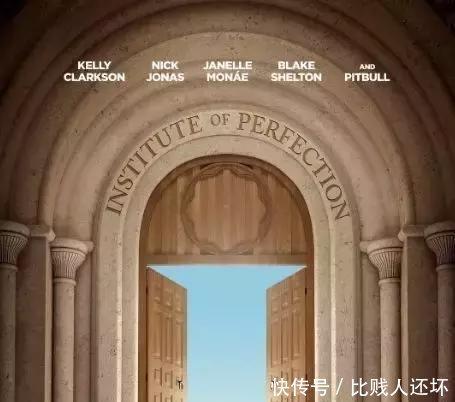 KELLY CLARKSON
NICK JONAS
JANELLE MONÁE
BLAKE SHELTON
AND PITBULL
INSTITUTE OF PERFECTION
快传号 / 比贱人还坏